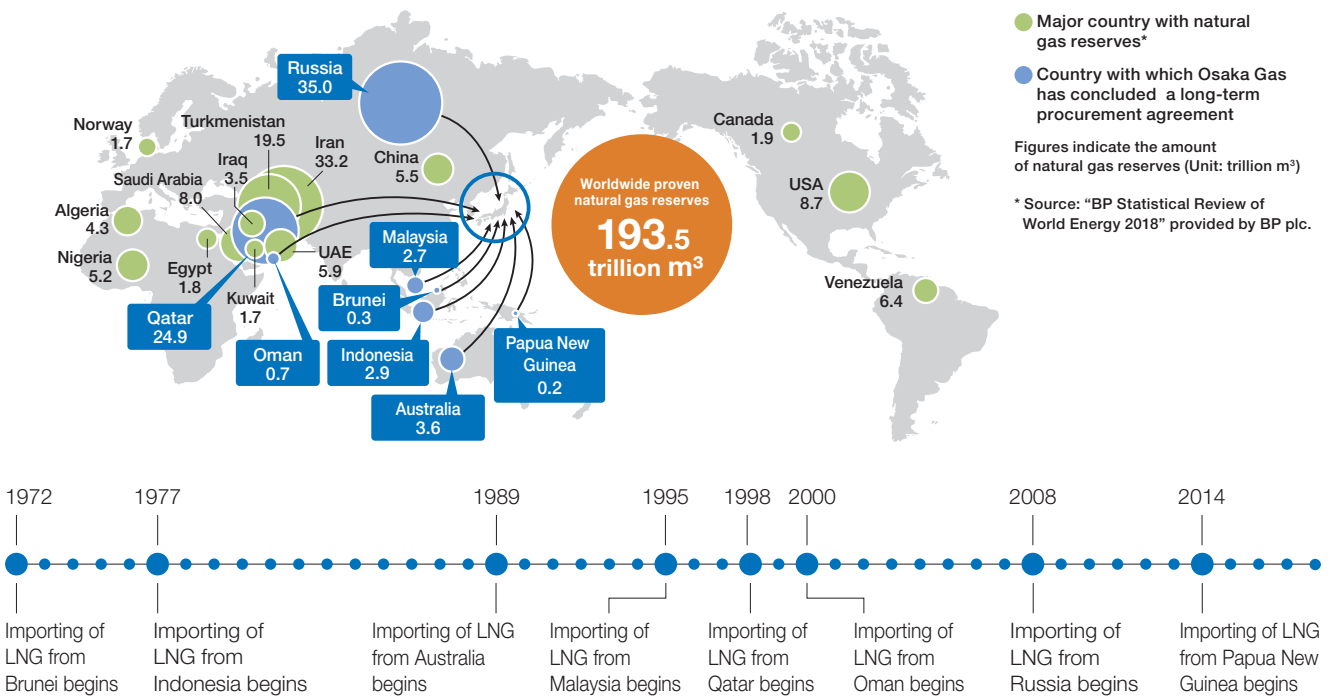 Russia
35.0
Norway
1.7
Turkmenistan
19.5
Iran
33.2
Iraq
3.5
Saudi Arabia
8.0
China
5.5
Algeria
4.3
Nigeria
5.2
Egypt
1.8
Kuwait
1.7
UAE
5.9
Qatar
24.9
Oman
0.7
Malaysia
2.7
Brunei
0.3
Indonesia
2.9
Australia
3.6
Papua New
Guinea
0.2
Worldwide proven
natural gas reserves
193.5
trillion m³
Canada
1.9
USA
8.7
Venezuela
6.4
Major country with natural
gas reserves*
Country with which Osaka Gas
has concluded a long-term
procurement agreement
Figures indicate the amount
of natural gas reserves (Unit: trillion m³)
* Source: “BP Statistical Review of
World Energy 2018” provided by BP plc.
1972
1977
1989
1995
1998
2000
2008
2014
Importing of
LNG from
Brunei begins
Importing of
LNG from
Indonesia begins
Importing of LNG
from Australia
begins
Importing of
LNG from
Malaysia begins
Importing of
LNG from
Qatar begins
Importing of
LNG from
Oman begins
Importing of
LNG from
Russia begins
Importing of LNG
from Papua New
Guinea begins